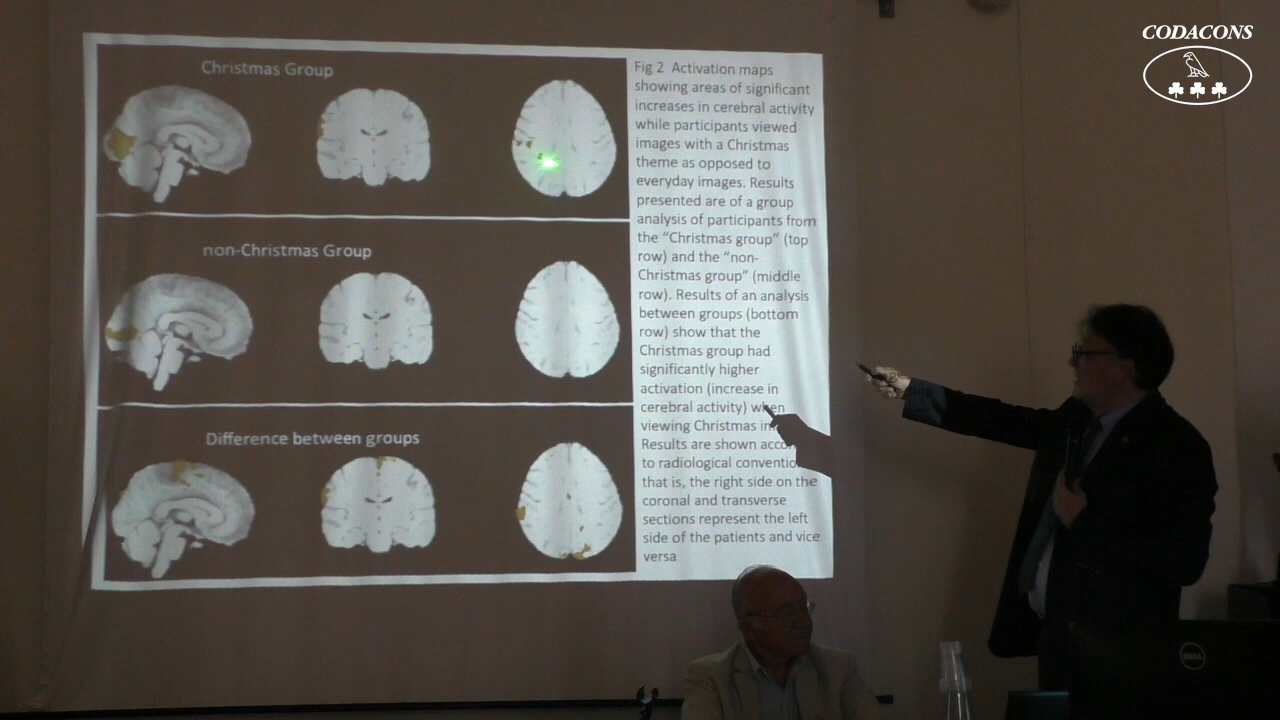 CODACONS
Christmas Group
non-Christmas Group
Difference between groups
Fig 2 Activation maps
showing areas of significant
increases in cerebral activity
while participants viewed
images with a Christmas
theme as opposed to
everyday images. Results
presented are of a group
analysis of participants from
the “Christmas group” (top
row) and the “non-
Christmas group” (middle
row). Results of an analysis
between groups (bottom
row) show that the
Christmas group had
significantly higher
activation (increase in
cerebral activity) when
viewing Christmas
Results are shown
to radiological
that is, the right side on the
coronal and transverse
sections represent the left
side of the patients and vice
versa
DELL